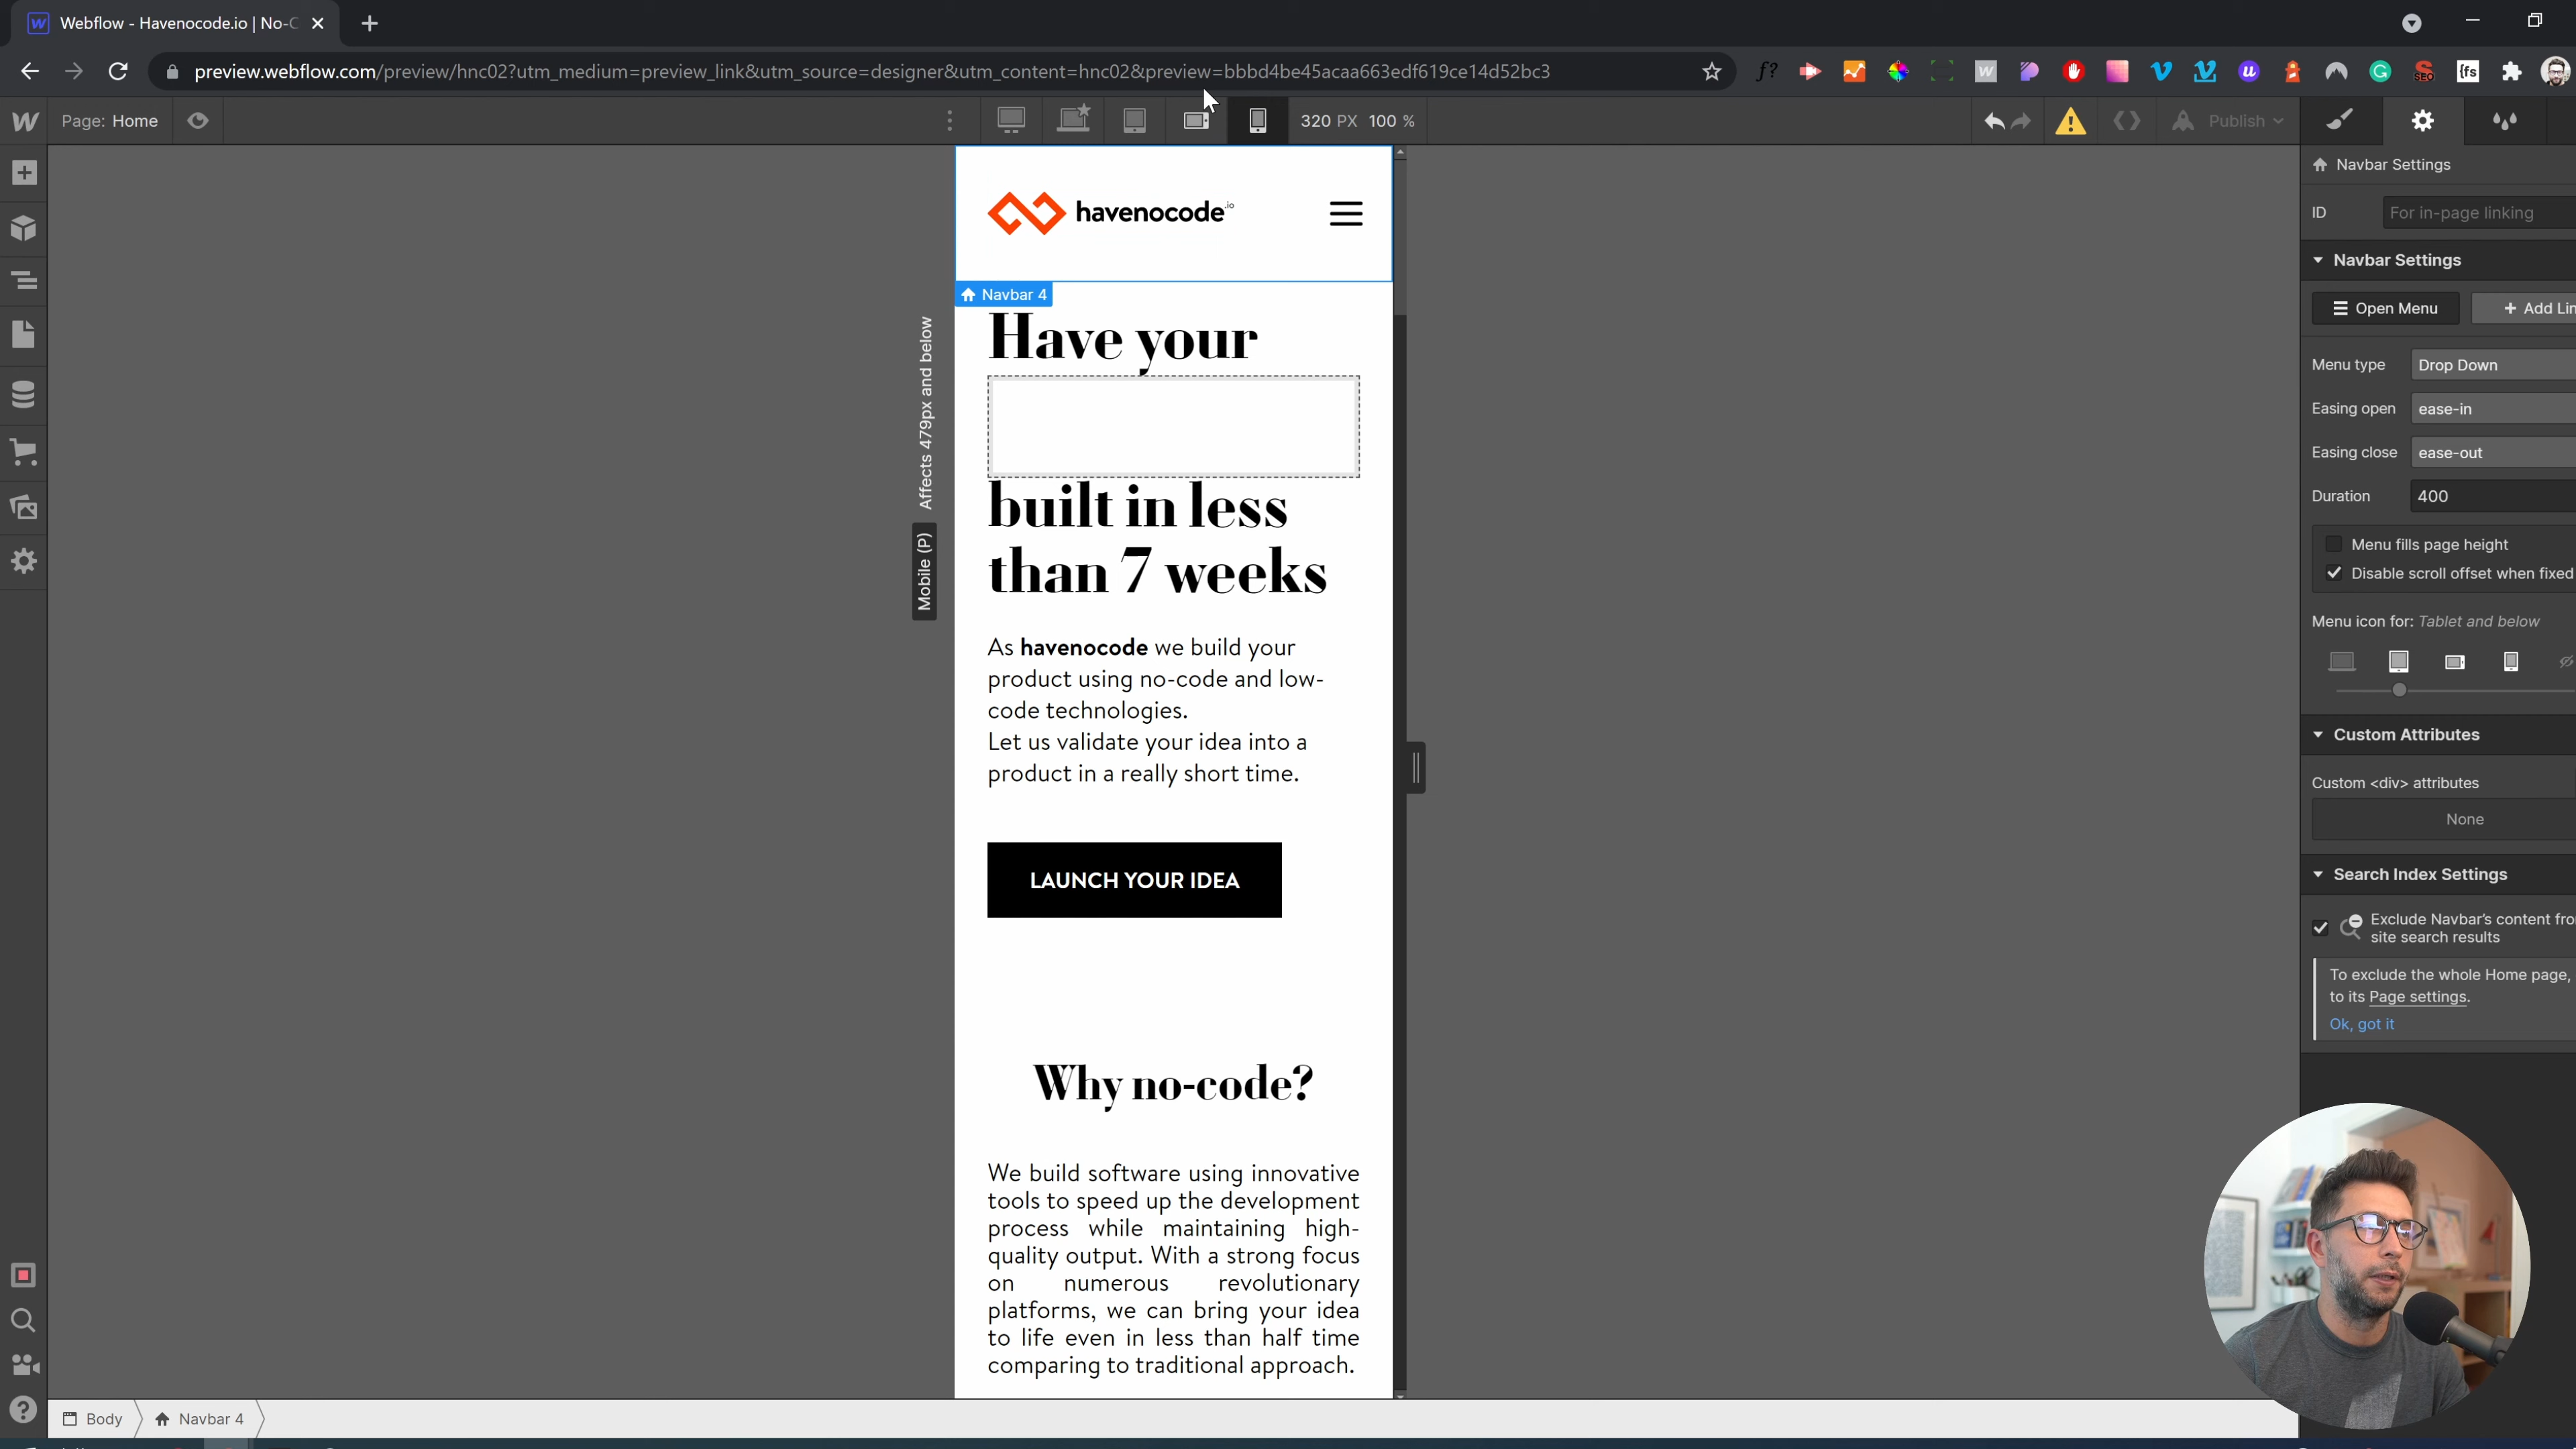 Webflow - Havenocode.io | No-C
preview.webflow.com/preview/hnc02?utm_medium=preview_link&utm_source=designer&utm_content=hnc02&preview=bbbd4be45acaa663edf619ce14d52bc3
Page: Home
320 PX 100 %
Publish
Navbar Settings
ID
For in-page linking
Navbar Settings
Open Menu
+ Add Lin
Menu type
Drop Down
Easing open
ease-in
Easing close
ease-out
Duration
400
Menu fills page height
Disable scroll offset when fixed
Menu icon for: Tablet and below
Custom Attributes
Custom <div> attributes
None
Search Index Settings
Exclude Navbar's content fro
site search results
To exclude the whole Home page,
to its Page settings.
Ok, got it
Affects 479px and below
Mobile (P)
havenocode.io
Navbar 4
Have your
built in less
than 7 weeks
As havenocode we build your
product using no-code and low-
code technologies.
Let us validate your idea into a
product in a really short time.
LAUNCH YOUR IDEA
Why no-code?
We build software using innovative
tools to speed up the development
process while maintaining high-
quality output. With a strong focus
on numerous revolutionary
platforms, we can bring your idea
to life even in less than half time
comparing to traditional approach.
Body
Navbar 4